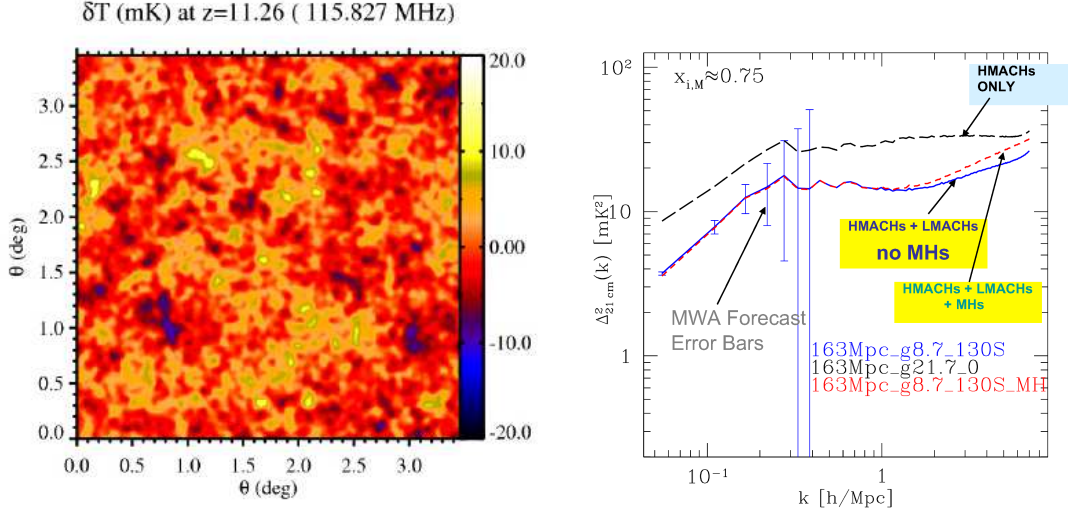 δT (mK) at z=11.26 ( 115.827 MHz)
3.0
2.5
2.0
1.5
1.0
0.5
0.0
θ (deg)
0.0 0.5 1.0 1.5 2.0 2.5 3.0
θ (deg)
20.0
10.0
0.00
-10.0
-20.0
x_{i,M}≈0.75
HMACHs
ONLY
HMACHs + LMACHs
no MHs
HMACHs + LMACHs
+ MHs
MWA Forecast
Error Bars
163Mpc_g8.7_130S
163Mpc_g21.7_0
163Mpc_g8.7_130S_MH
10²
10
1
Δ²_{21 cm}(k) [mK²]
10⁻¹ 1
k [h/Mpc]